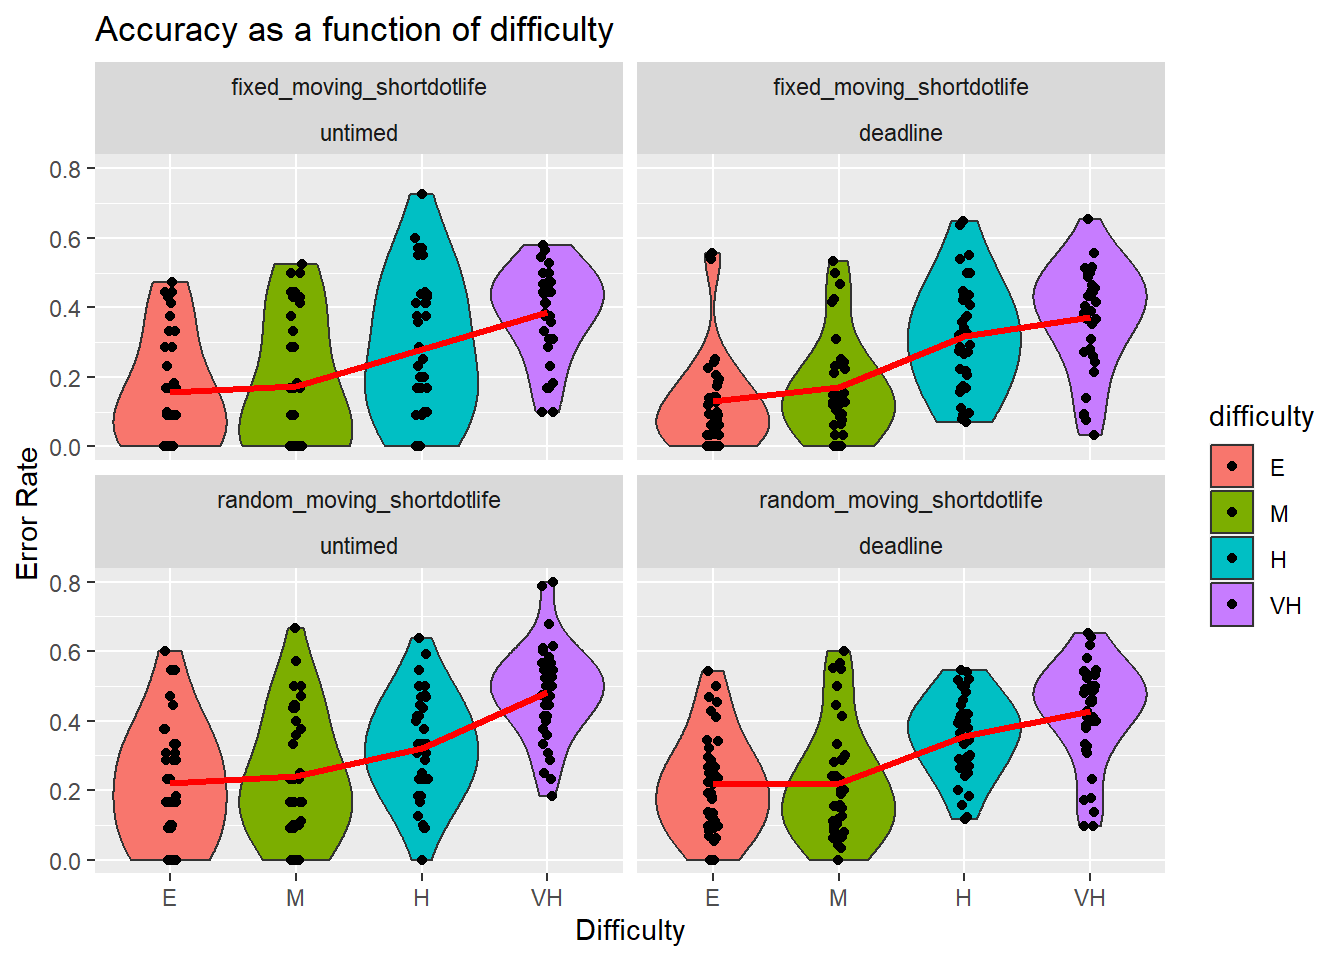 Accuracy as a function of difficulty
fixed_moving_shortdotlife
untimed
fixed_moving_shortdotlife
deadline
0.8
0.6
0.4
0.2
0.0
random_moving_shortdotlife
untimed
random_moving_shortdotlife
deadline
0.8
0.6
0.4
0.2
0.0
Error Rate
E
M
H
VH
E
M
H
VH
Difficulty
difficulty
E
M
H
VH